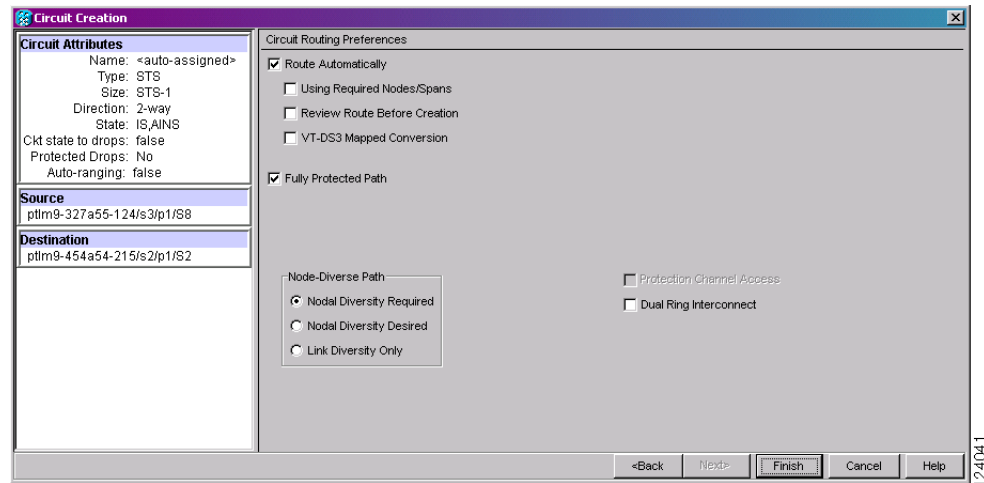 Circuit Creation
Circuit Attributes
Name: <auto-assigned>
Type: STS
Size: STS-1
Direction: 2-way
State: IS,AINS
Ckt state to drops: false
Protected Drops: No
Auto-ranging: false
Source
ptlm9-327a55-124/s3/p1/S8
Destination
ptlm9-454a54-215/s2/p1/S2
Circuit Routing Preferences
Route Automatically
Using Required Nodes/Spans
Review Route Before Creation
VT-DS3 Mapped Conversion
Fully Protected Path
Node-Diverse Path
Nodal Diversity Required
Nodal Diversity Desired
Link Diversity Only
Protection Channel Access
Dual Ring Interconnect
<Back
Next>
Finish
Cancel
Help
24041